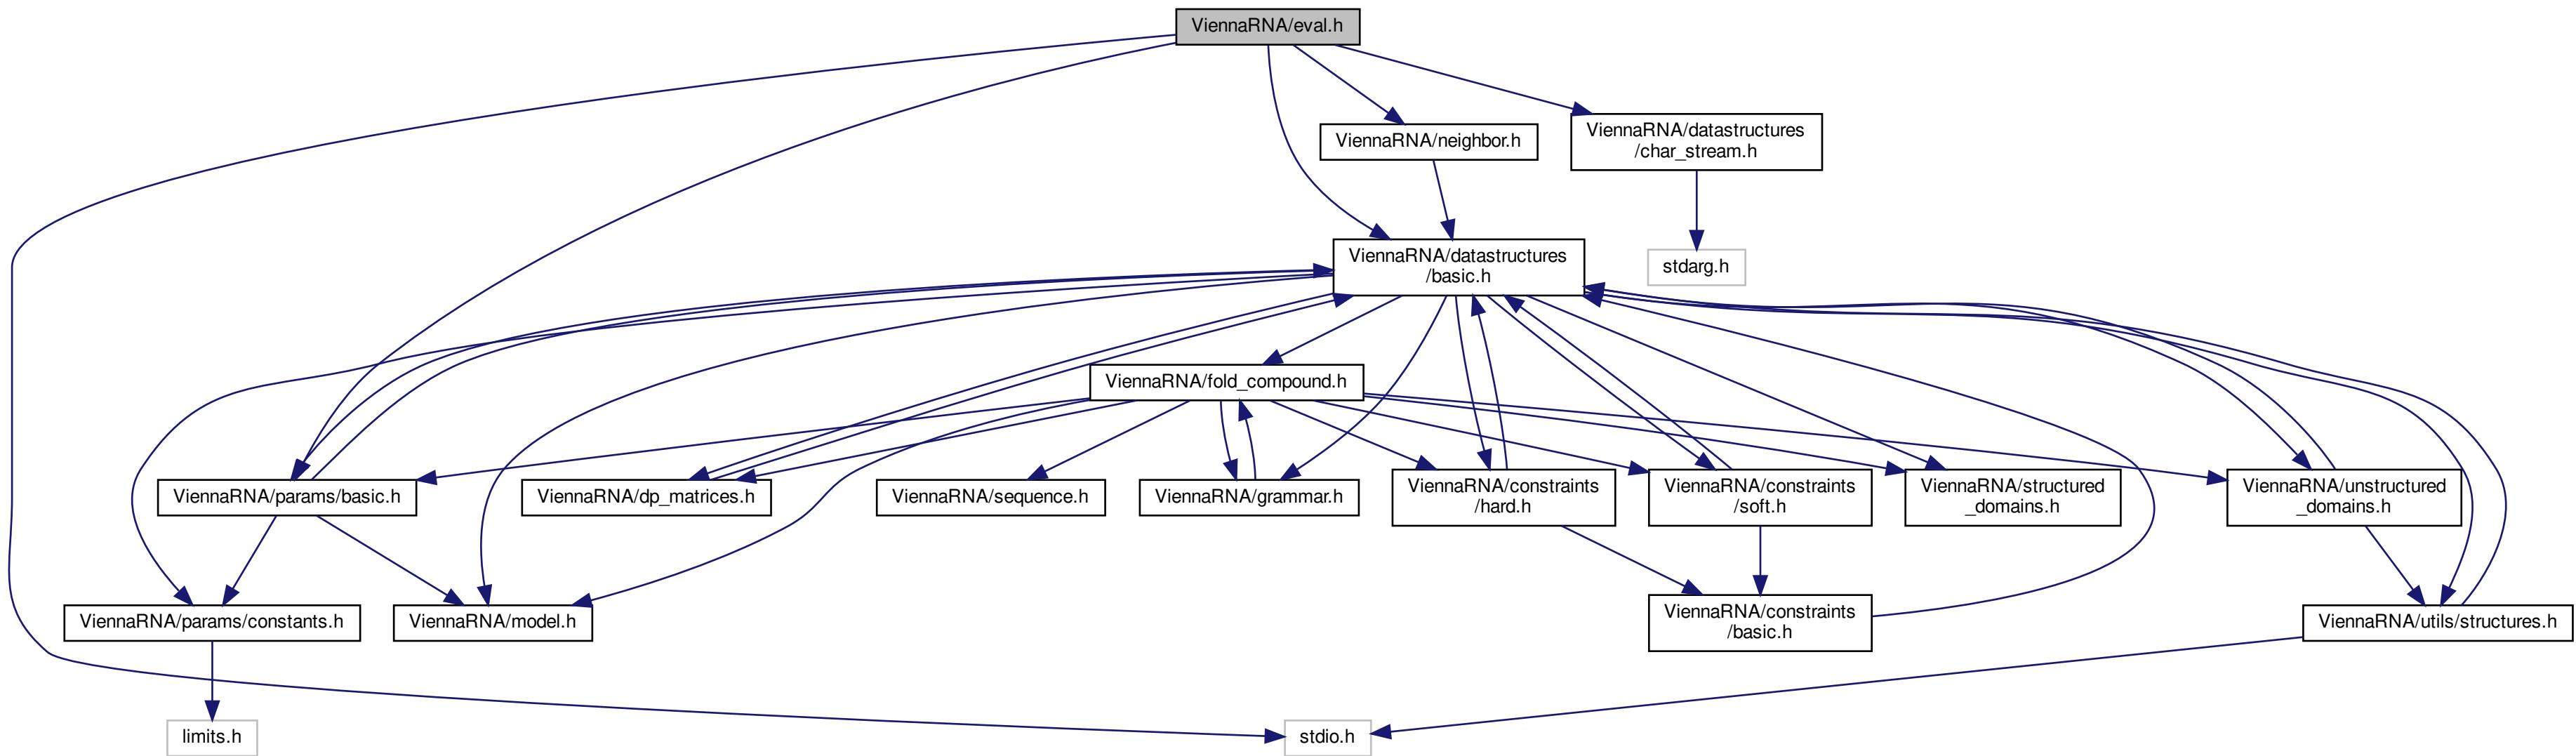 ViennaRNA/eval.h
ViennaRNA/neighbor.h
ViennaRNA/datastructures
/char_stream.h
ViennaRNA/datastructures
/basic.h
stdarg.h
ViennaRNA/fold_compound.h
ViennaRNA/params/basic.h
ViennaRNA/dp_matrices.h
ViennaRNA/sequence.h
ViennaRNA/grammar.h
ViennaRNA/constraints
/hard.h
ViennaRNA/constraints
/soft.h
ViennaRNA/structured
_domains.h
ViennaRNA/unstructured
_domains.h
ViennaRNA/params/constants.h
ViennaRNA/model.h
ViennaRNA/constraints
/basic.h
ViennaRNA/utils/structures.h
limits.h
stdio.h